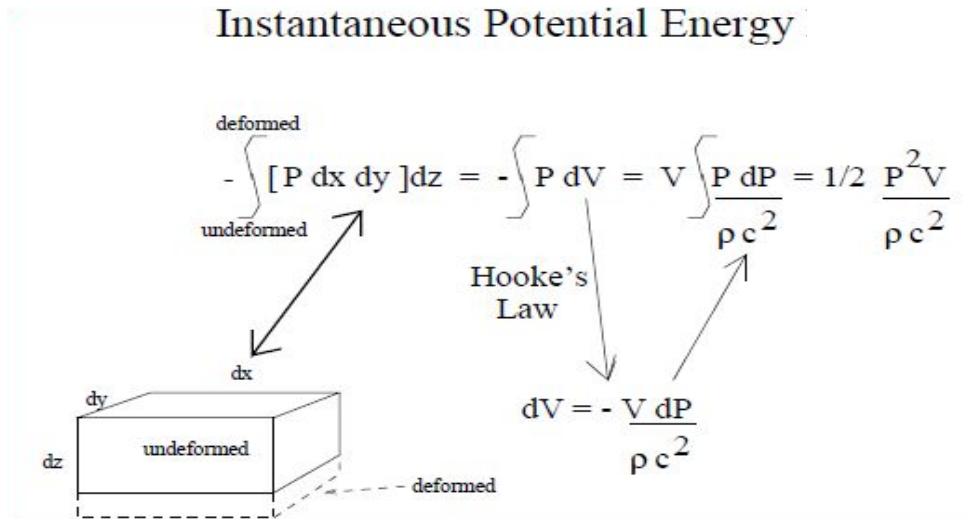 Instantaneous Potential Energy
deformed
- ∫ [P dx dy ]dz = - ∫ P dV = V ∫ P dP / ρ c² = 1/2 P²V / ρ c²
undeformed
Hooke's
Law
dV = - V dP / ρ c²
dx
dy
dz
undeformed
deformed